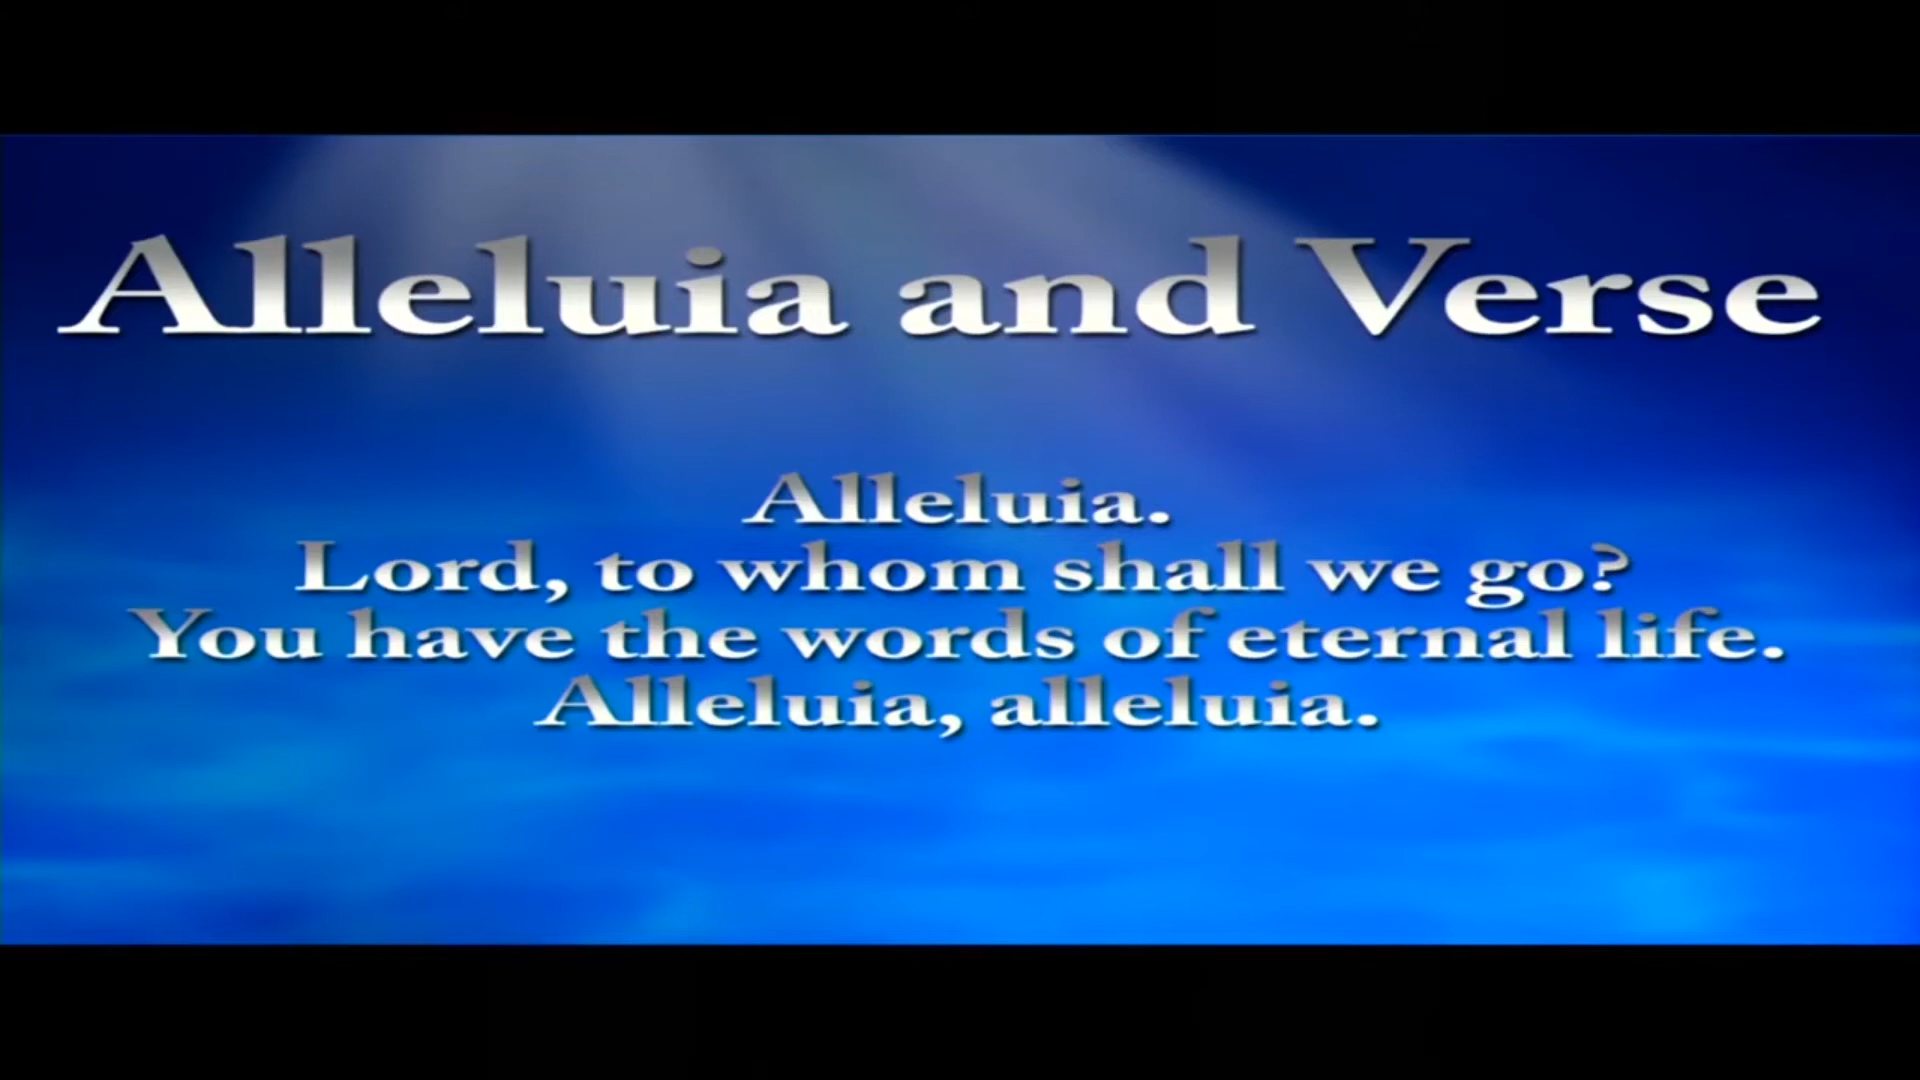 Alleluia and Verse
Alleluia.
Lord, to whom shall we go?
You have the words of eternal life.
Alleluia, alleluia.